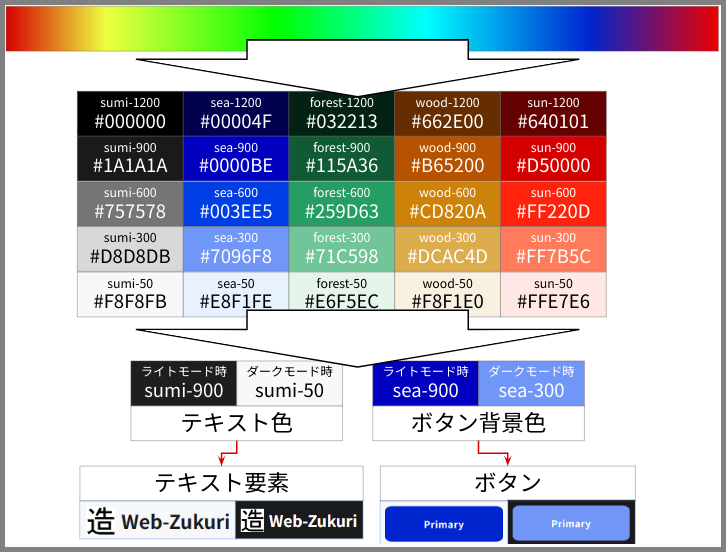 sumi-1200 sea-1200 forest-1200 wood-1200 sun-1200
#000000 #00004F #032213 #662E00 #640101
sumi-900 sea-900 forest-900 wood-900 sun-900
#1A1A1A #0000BE #115A36 #B65200 #D50000
sumi-600 sea-600 forest-600 wood-600 sun-600
#757578 #003EE5 #259D63 #CD820A #FF220D
sumi-300 sea-300 forest-300 wood-300 sun-300
#D8D8DB #7096F8 #71C598 #DCAC4D #FF7B5C
sumi-50 sea-50 forest-50 wood-50 sun-50
#F8F8FB #E8F1FE #E6F5EC #F8F1E0 #FFE7E6
ライトモード時 ダークモード時 ライトモード時 ダークモード時
sumi-900 sumi-50 sea-900 sea-300
テキスト色 ボタン背景色
テキスト要素 ボタン
造 Web-Zukuri 造 Web-Zukuri Primary Primary